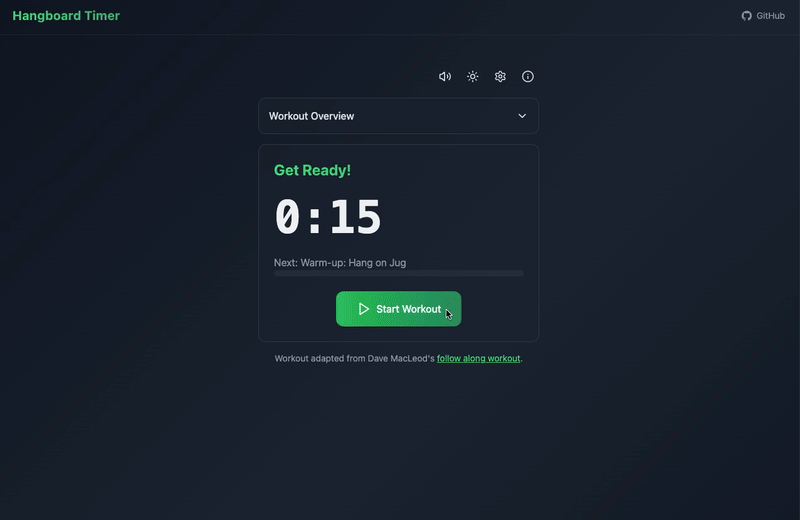 Hangboard Timer
GitHub
Workout Overview
Get Ready!
0:15
Next: Warm-up: Hang on Jug
Start Workout
Workout adapted from Dave MacLeod's follow along workout.